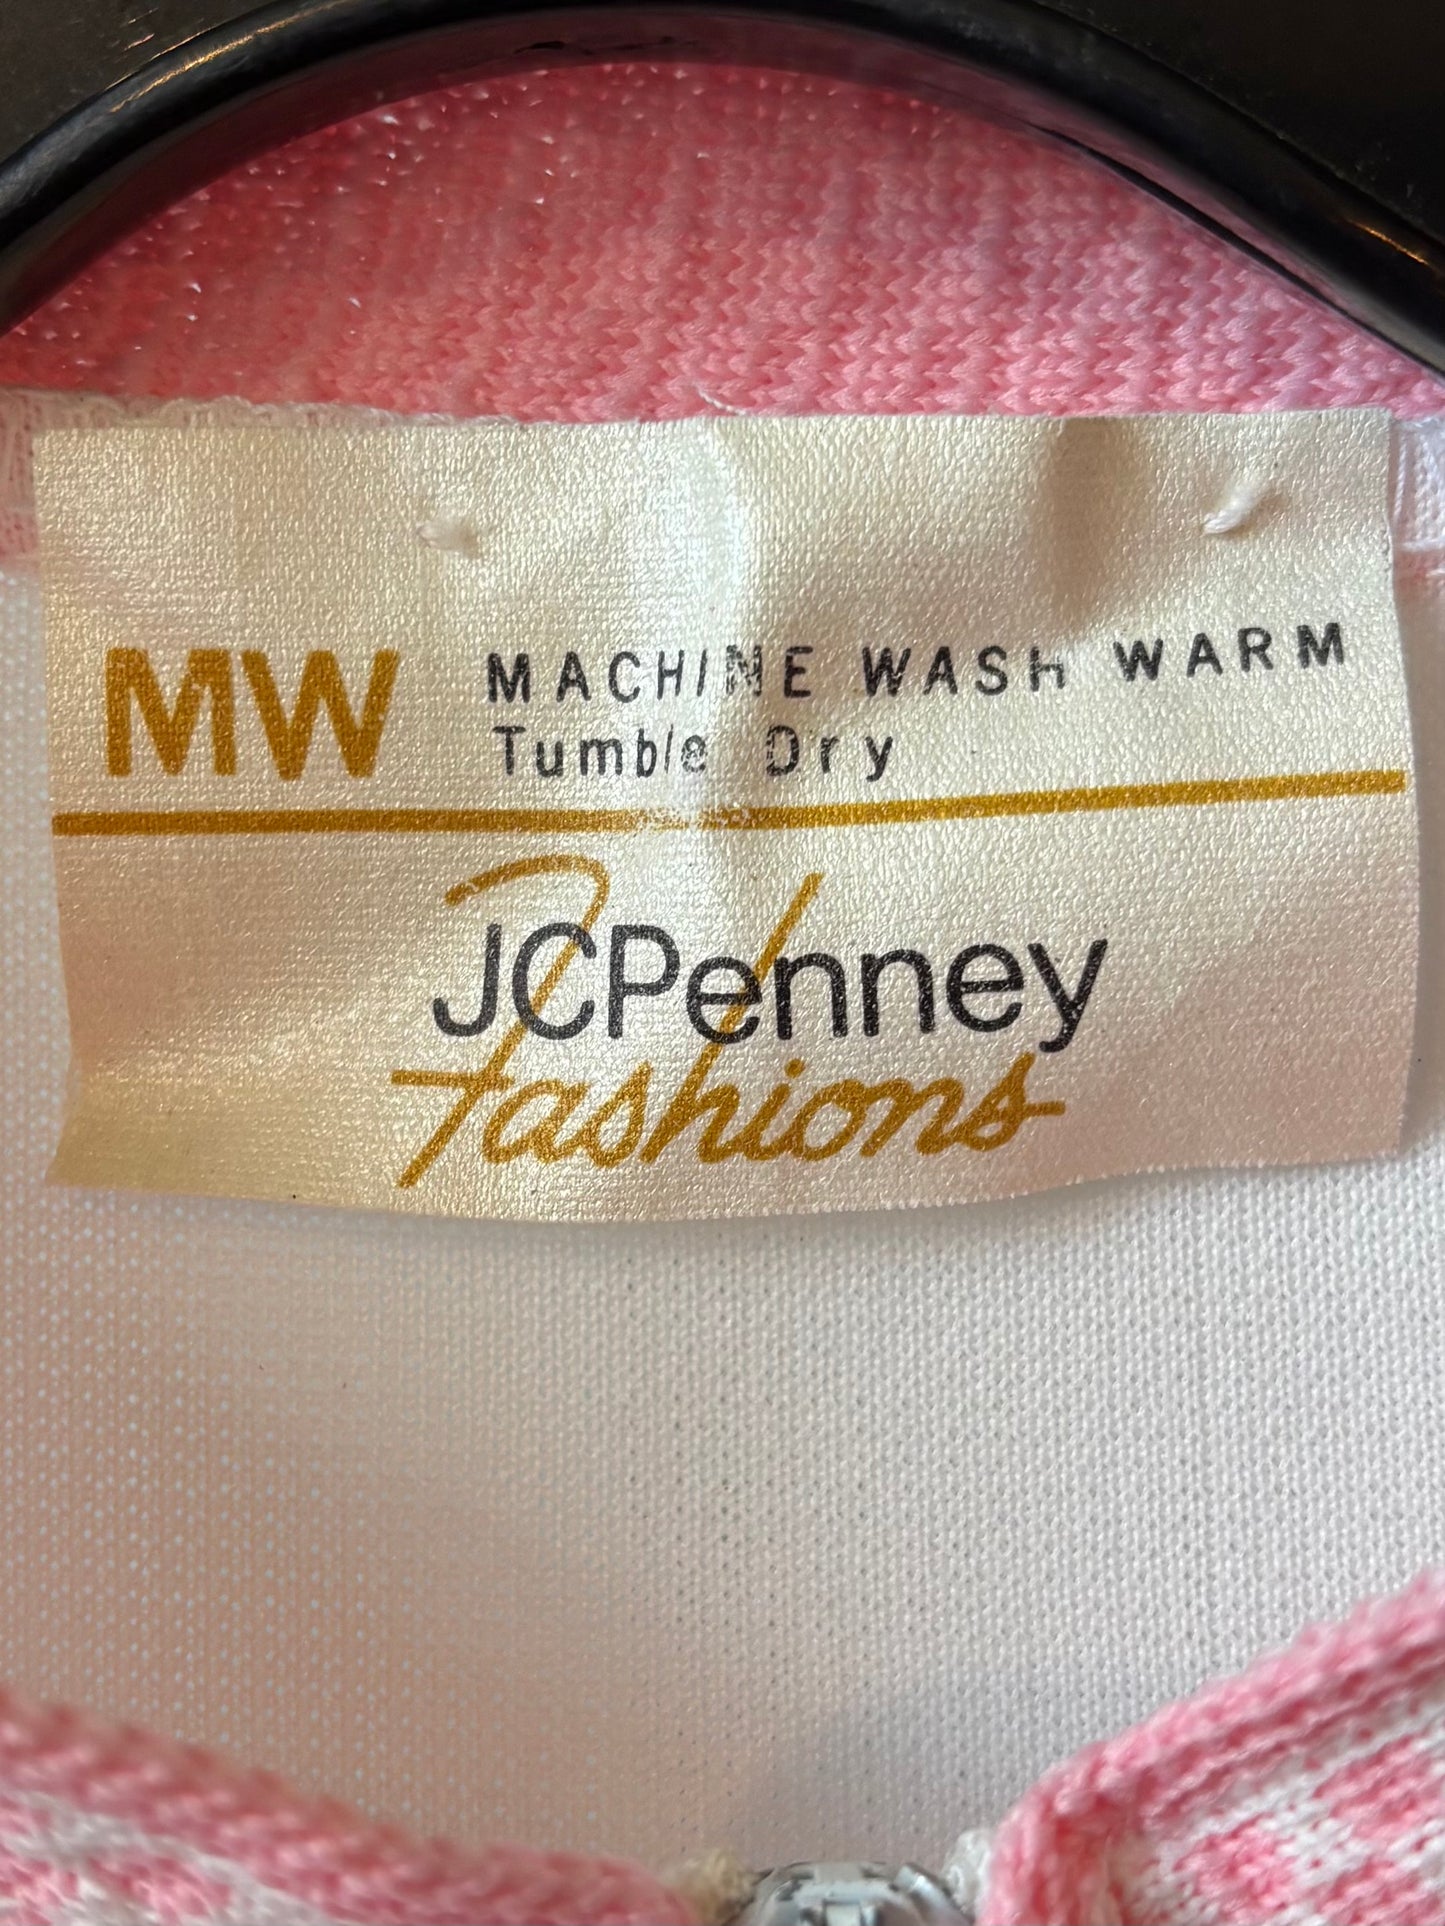 MW MACHINE WASH WARM
Tumble Dry
JCPenney
fashions